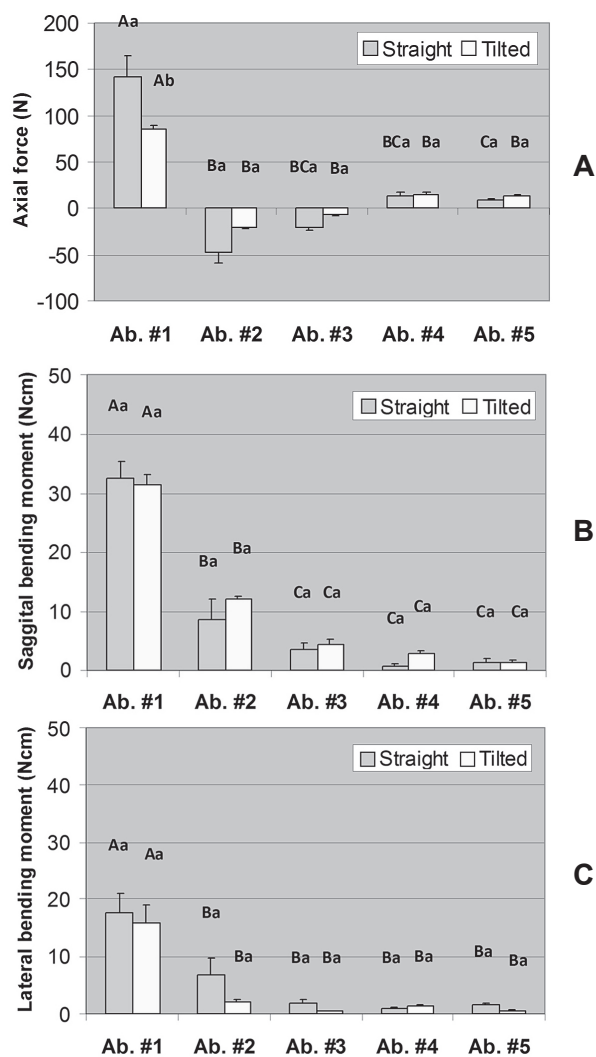 200
Aa
Straight Tilted
150
Ab
100
BCa Ba Ca Ba
50
Ba Ba BCa Ba
0
-50
-100
Axial force (N)
A
Ab. #1 Ab. #2 Ab. #3 Ab. #4 Ab. #5
50
Straight Tilted
Aa Aa
40
30
20
Ba Ba
Ca Ca Ca Ca Ca Ca
10
0
Saggital bending moment (Ncm)
B
Ab. #1 Ab. #2 Ab. #3 Ab. #4 Ab. #5
50
Straight Tilted
40
30
Aa Aa
20
Ba Ba
Ba Ba Ba Ba Ba Ba
10
0
Lateral bending moment (Ncm)
C
Ab. #1 Ab. #2 Ab. #3 Ab. #4 Ab. #5